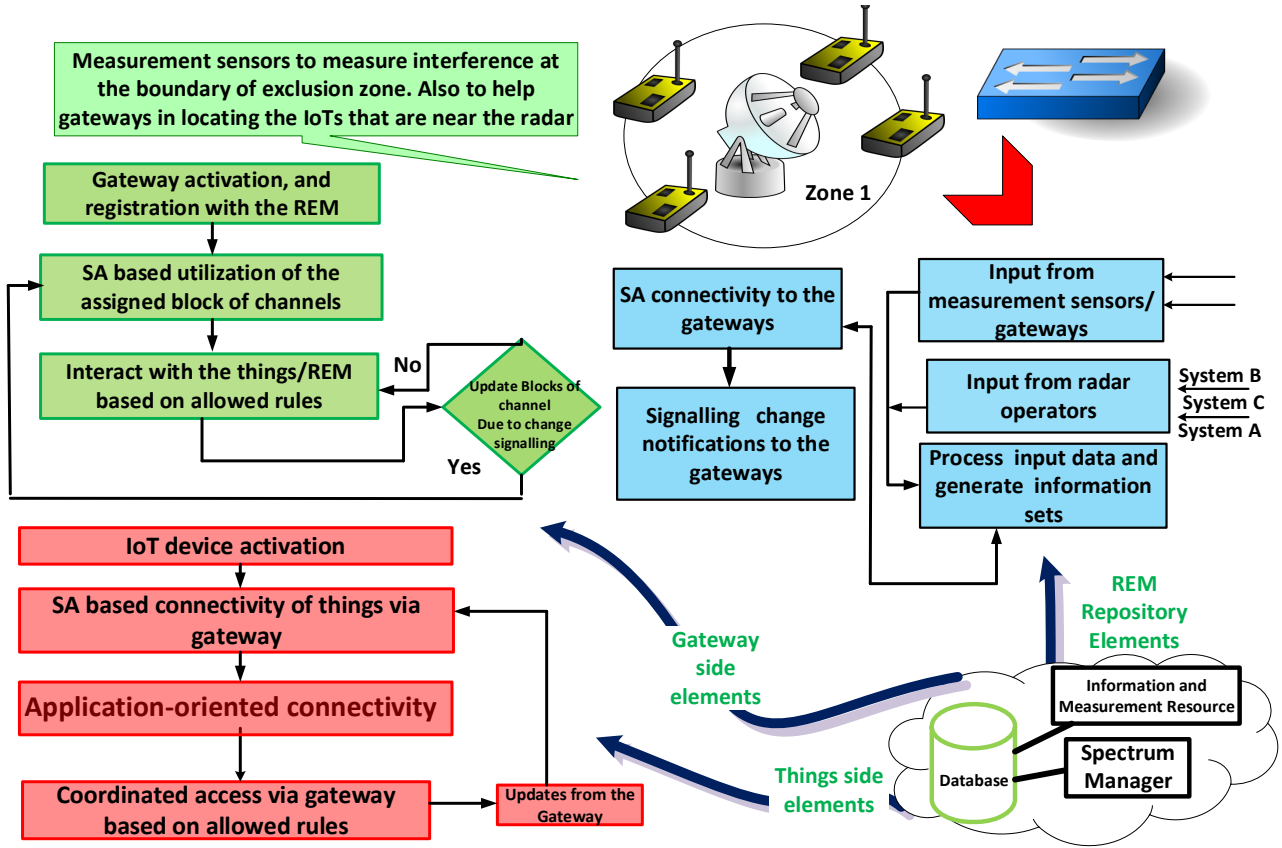 Measurement sensors to measure interference at
the boundary of exclusion zone. Also to help
gateways in locating the IoTs that are near the radar
Zone 1
Gateway activation, and
registration with the REM
SA based utilization of the
assigned block of channels
Interact with the things/REM
based on allowed rules
No
Update Blocks of
channel
Due to change
signalling
Yes
SA connectivity to the
gateways
Signalling change
notifications to the
gateways
Input from
measurement sensors/
gateways
Input from radar
operators
System B
System C
System A
Process input data and
generate information
sets
IoT device activation
SA based connectivity of things via
gateway
Application-oriented connectivity
Coordinated access via gateway
based on allowed rules
Updates from the
Gateway
Gateway
side
elements
Things side
elements
REM
Repository
Elements
Information and
Measurement Resource
Database
Spectrum
Manager